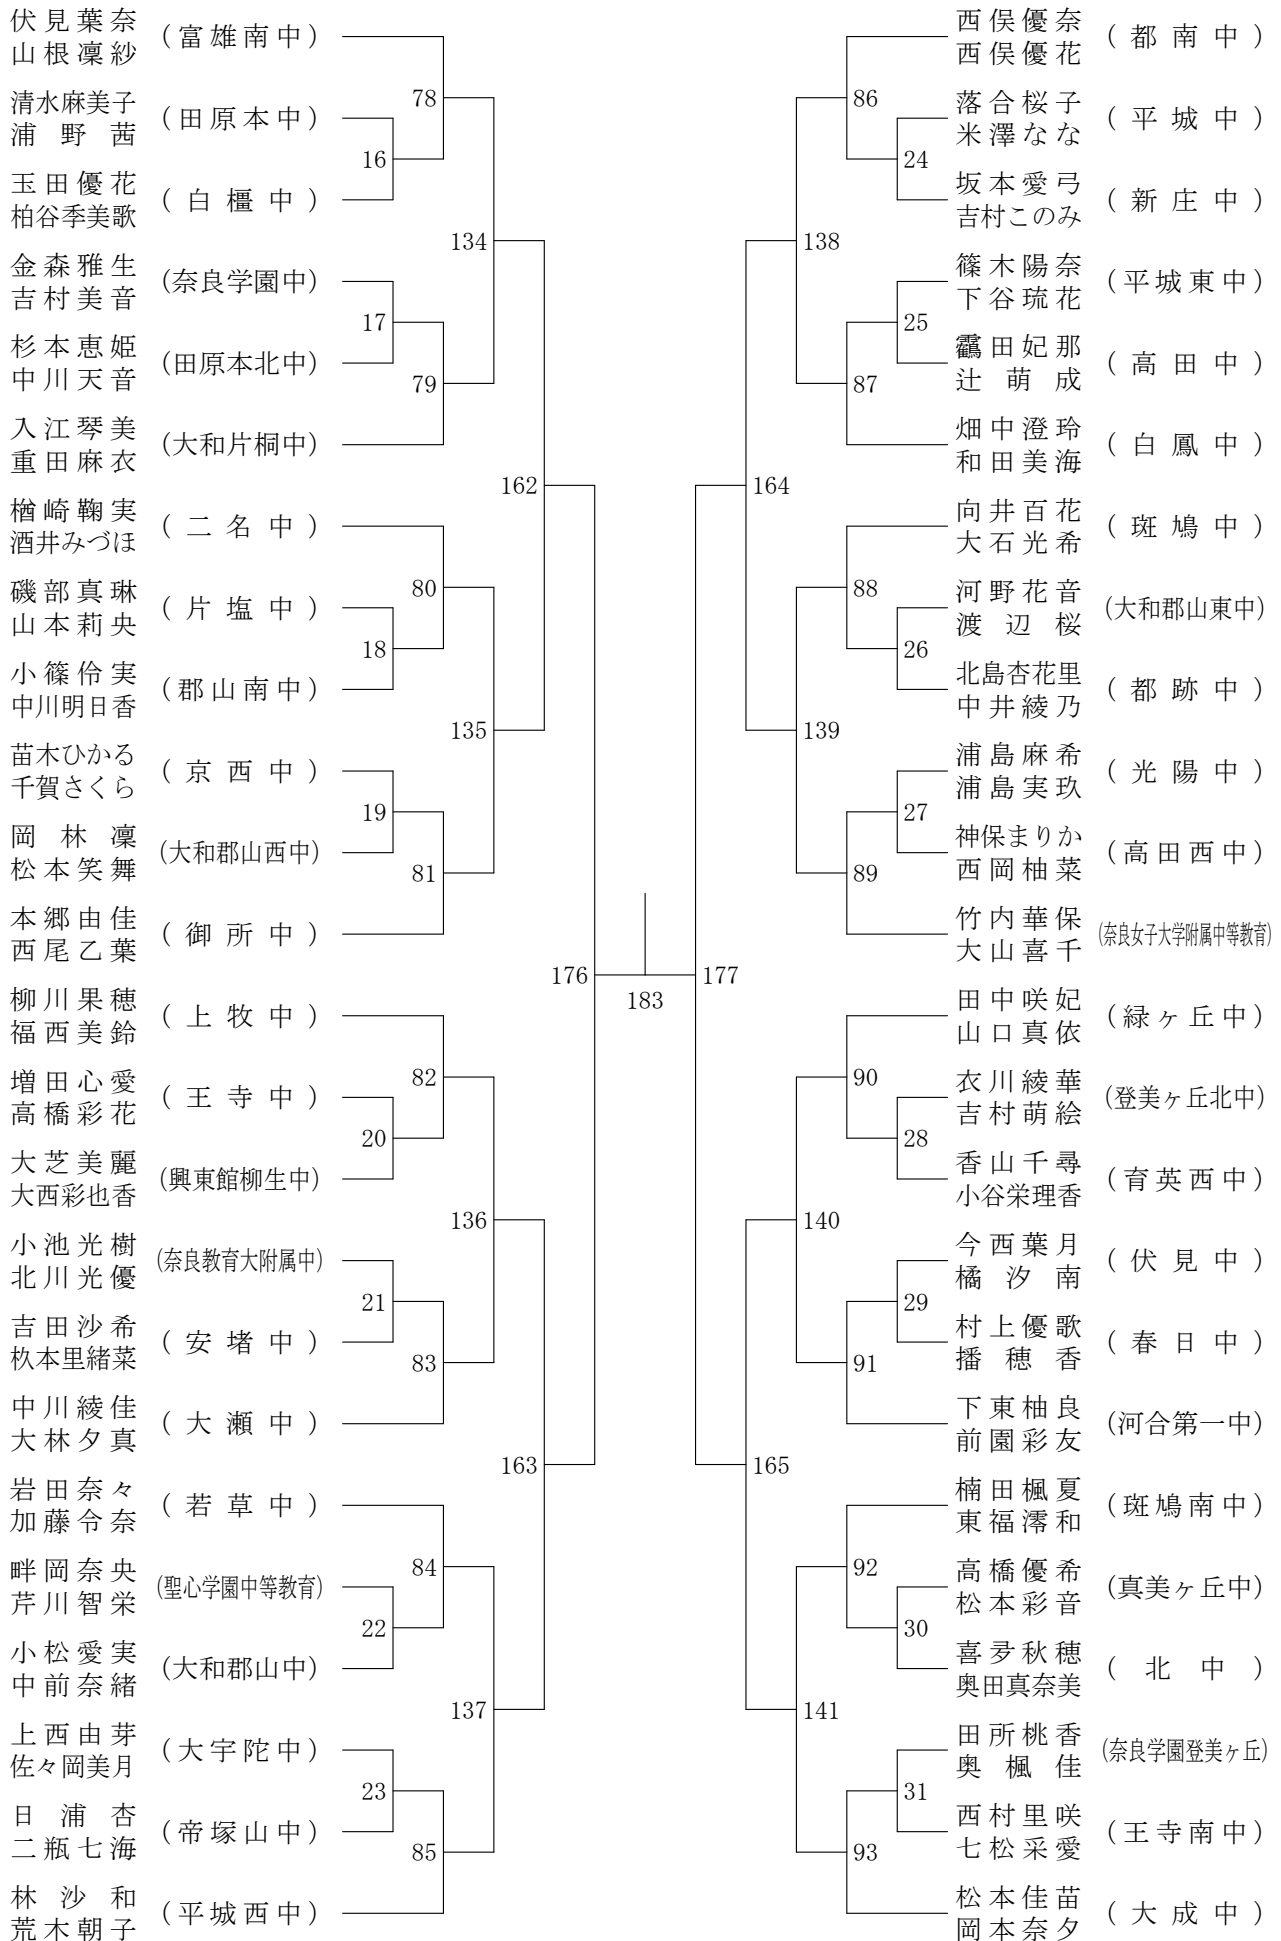 伏見葉奈
山根凜紗
(富雄南中)
清水麻美子
浦野茜
(田原本中)
玉田優花
柏谷季美歌
(白橿中)
金森雅生
吉村美音
(奈良学園中)
杉本恵姫
中川天音
(田原本北中)
入江琴美
重田麻衣
(大和片桐中)
楢崎鞠実
酒井みづほ
(二名中)
磯部真琳
山本莉央
(片塩中)
小篠伶実
中川明日香
(郡山南中)
苗木ひかる
千賀さくら
(京西中)
岡林凜
松本笑舞
(大和郡山西中)
本郷由佳
西尾乙葉
(御所中)
柳川果穂
福西美鈴
(上牧中)
増田心愛
高橋彩花
(王寺中)
大芝美麗
大西彩也香
(興東館柳生中)
小池光樹
北川光優
(奈良教育大附属中)
吉田沙希
杦本里緒菜
(安堵中)
中川綾佳
大林夕真
(大瀬中)
岩田奈々
加藤令奈
(若草中)
畔岡奈央
芹川智栄
(聖心学園中等教育)
小松愛実
中前奈緒
(大和郡山中)
上西由芽
佐々岡美月
(大宇陀中)
日浦杏
二瓶七海
(帝塚山中)
林沙和
荒木朝子
(平城西中)
78
16
134
17
79
162
80
18
135
19
81
176
82
20
136
21
83
163
84
22
137
23
85
183
西俣優奈
西俣優花
(都南中)
落合桜子
米澤なな
(平城中)
坂本愛弓
吉村このみ
(新庄中)
篠木陽奈
下谷琉花
(平城東中)
靏田妃那
辻萌成
(高田中)
畑中澄玲
和田美海
(白鳳中)
向井百花
大石光希
(斑鳩中)
河野花音
渡辺桜
(大和郡山東中)
北島杏花里
中井綾乃
(都跡中)
浦島麻希
浦島実玖
(光陽中)
神保まりか
西岡柚菜
(高田西中)
竹内華保
大山喜千
(奈良女子大学附属中等教育)
田中咲妃
山口真依
(緑ヶ丘中)
衣川綾華
吉村萌絵
(登美ヶ丘北中)
香山千尋
小谷栄理香
(育英西中)
今西葉月
橘汐南
(伏見中)
村上優歌
播穂香
(春日中)
下東柚良
前園彩友
(河合第一中)
楠田楓夏
東福澪和
(斑鳩南中)
高橋優希
松本彩音
(真美ヶ丘中)
喜多秋穂
奥田真奈美
(北中)
田所桃香
奥楓佳
(奈良学園登美ヶ丘)
西村里咲
七松采愛
(王寺南中)
松本佳苗
岡本奈夕
(大成中)
86
24
138
25
87
164
88
26
139
27
89
177
90
28
140
29
91
165
92
30
141
31
93